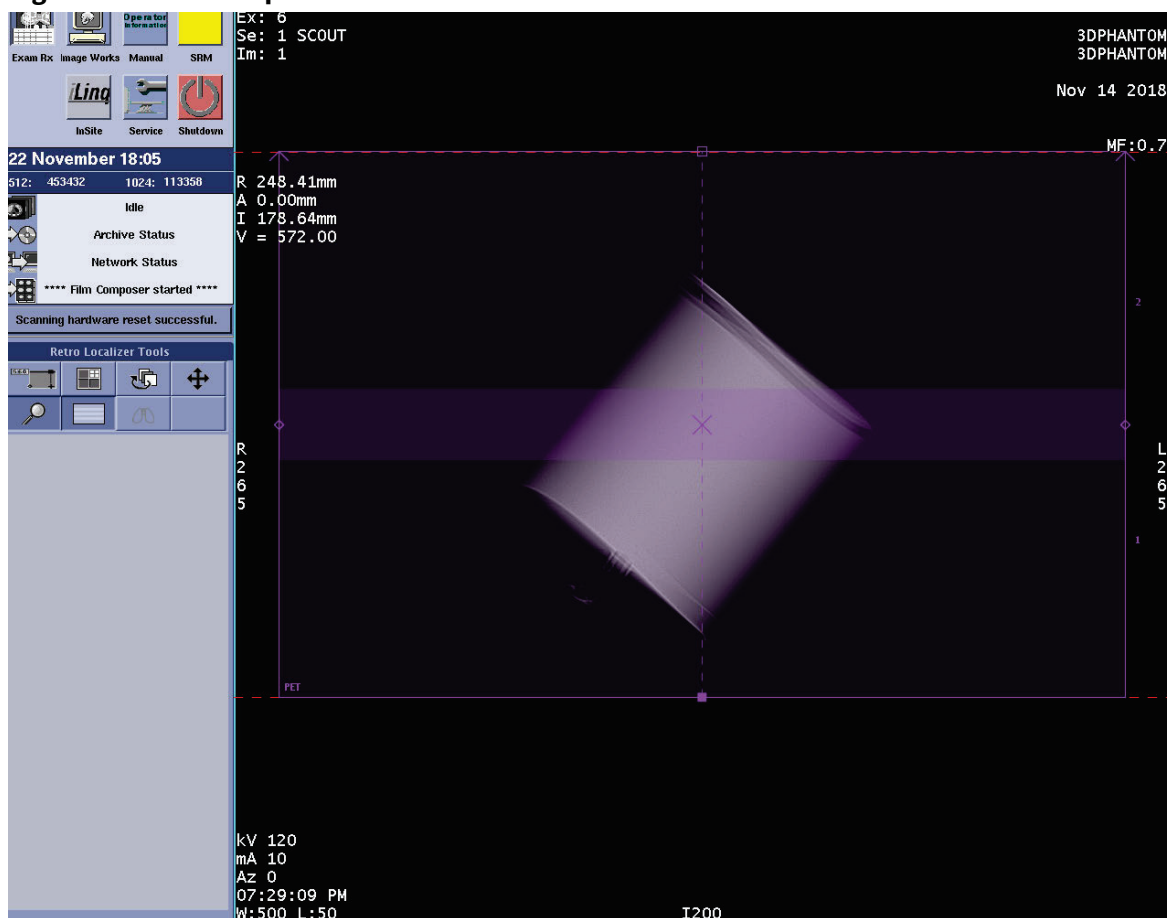 Ex: 6
Se: 1 SCOUT
Im: 1
3DPHANTOM
3DPHANTOM
Nov 14 2018
MF:0.7
Operator
Information
Exam Rx Image Works Manual SRM
iLinq
InSite Service Shutdown
22 November 18:05
512: 453432 1024: 113358
Idle
Archive Status
Network Status
**** Film Composer started ****
Scanning hardware reset successful.
Retro Localizer Tools
R 248.41mm
A 0.00mm
I 178.64mm
V = 572.00
2
R
2
6
5
L
2
6
5
1
PET
kV 120
mA 10
Az 0
07:29:09 PM
W:500 L:50
I200